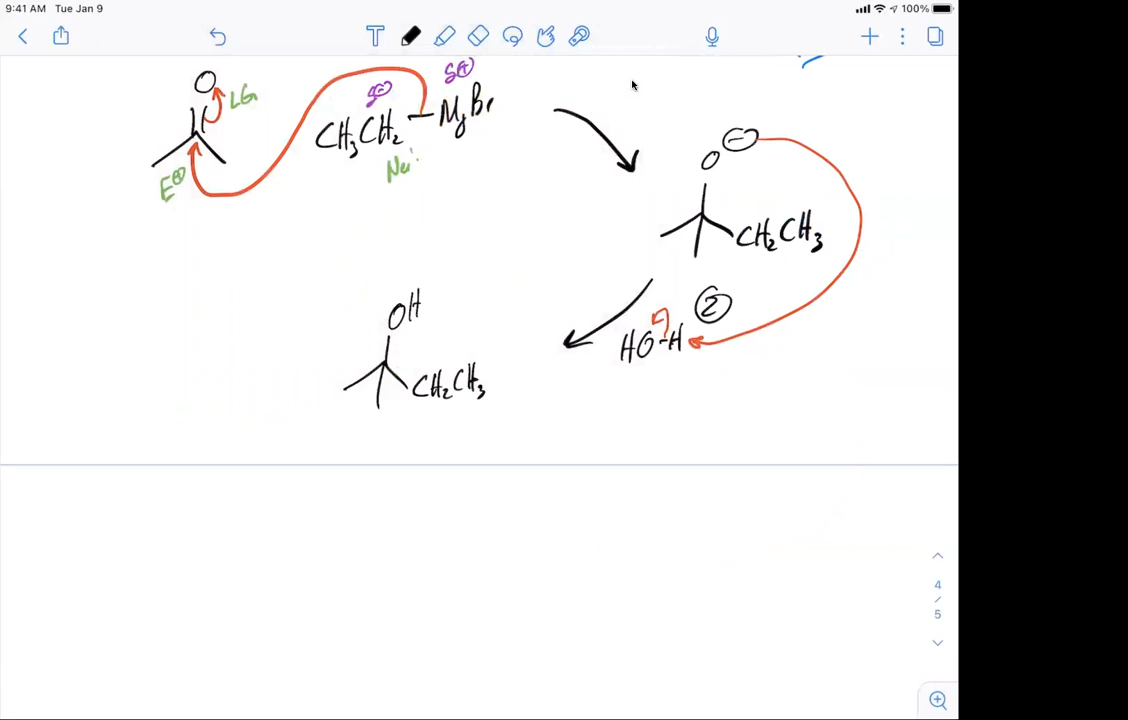 9:41 AM Tue Jan 9
100%
O
LG
δ⊖
δ⊕
CH₃CH₂—MgBr
Nu:
E⊕
O⊖
CH₂CH₃
②
HO-H
OH
CH₂CH₃
4
/
5